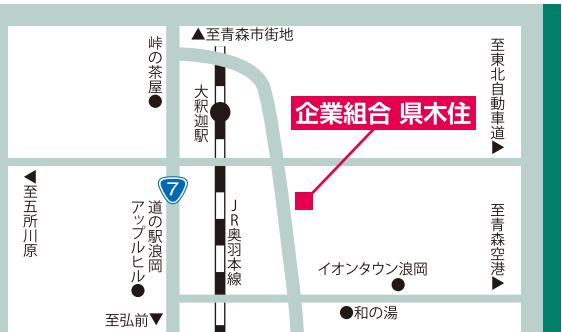 ▲至青森市街地
峠の茶屋
大釈迦駅
企業組合 県木住
至東北自動車道▶
◀至五所川原
7
道の駅浪岡
アップルヒル
JR奥羽本線
至青森空港▶
イオンタウン浪岡
和の湯
至弘前▼